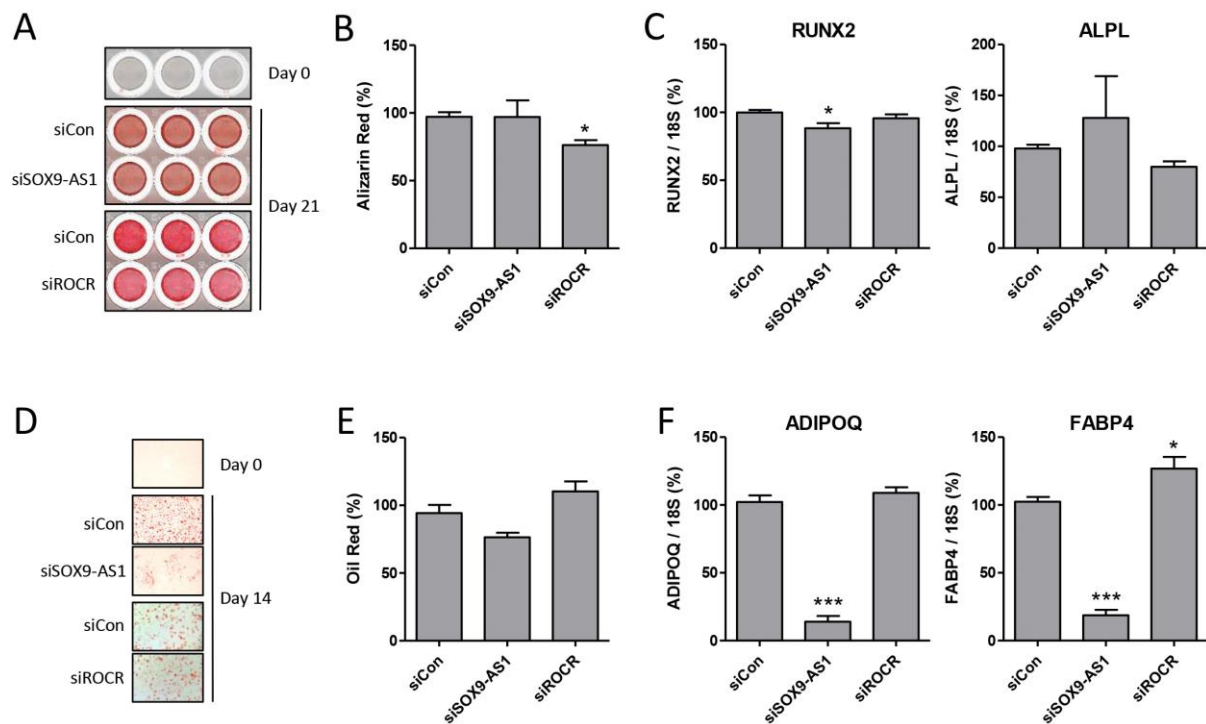 A
Day 0
siCon
siSOX9-AS1
siCon
siROCR
Day 21
B
150
100
50
0
Alizarin Red (%)
*
siCon
siSOX9-AS1
siROCR
C
RUNX2
150
100
50
0
RUNX2 / 18S (%)
*
siCon
siSOX9-AS1
siROCR
ALPL
200
150
100
50
0
ALPL / 18S (%)
siCon
siSOX9-AS1
siROCR
D
Day 0
siCon
siSOX9-AS1
siCon
siROCR
Day 14
E
150
100
50
0
Oil Red (%)
siCon
siSOX9-AS1
siROCR
F
ADIPOQ
150
100
50
0
ADIPOQ / 18S (%)
***
siCon
siSOX9-AS1
siROCR
FABP4
150
100
50
0
FABP4 / 18S (%)
***
*
siCon
siSOX9-AS1
siROCR